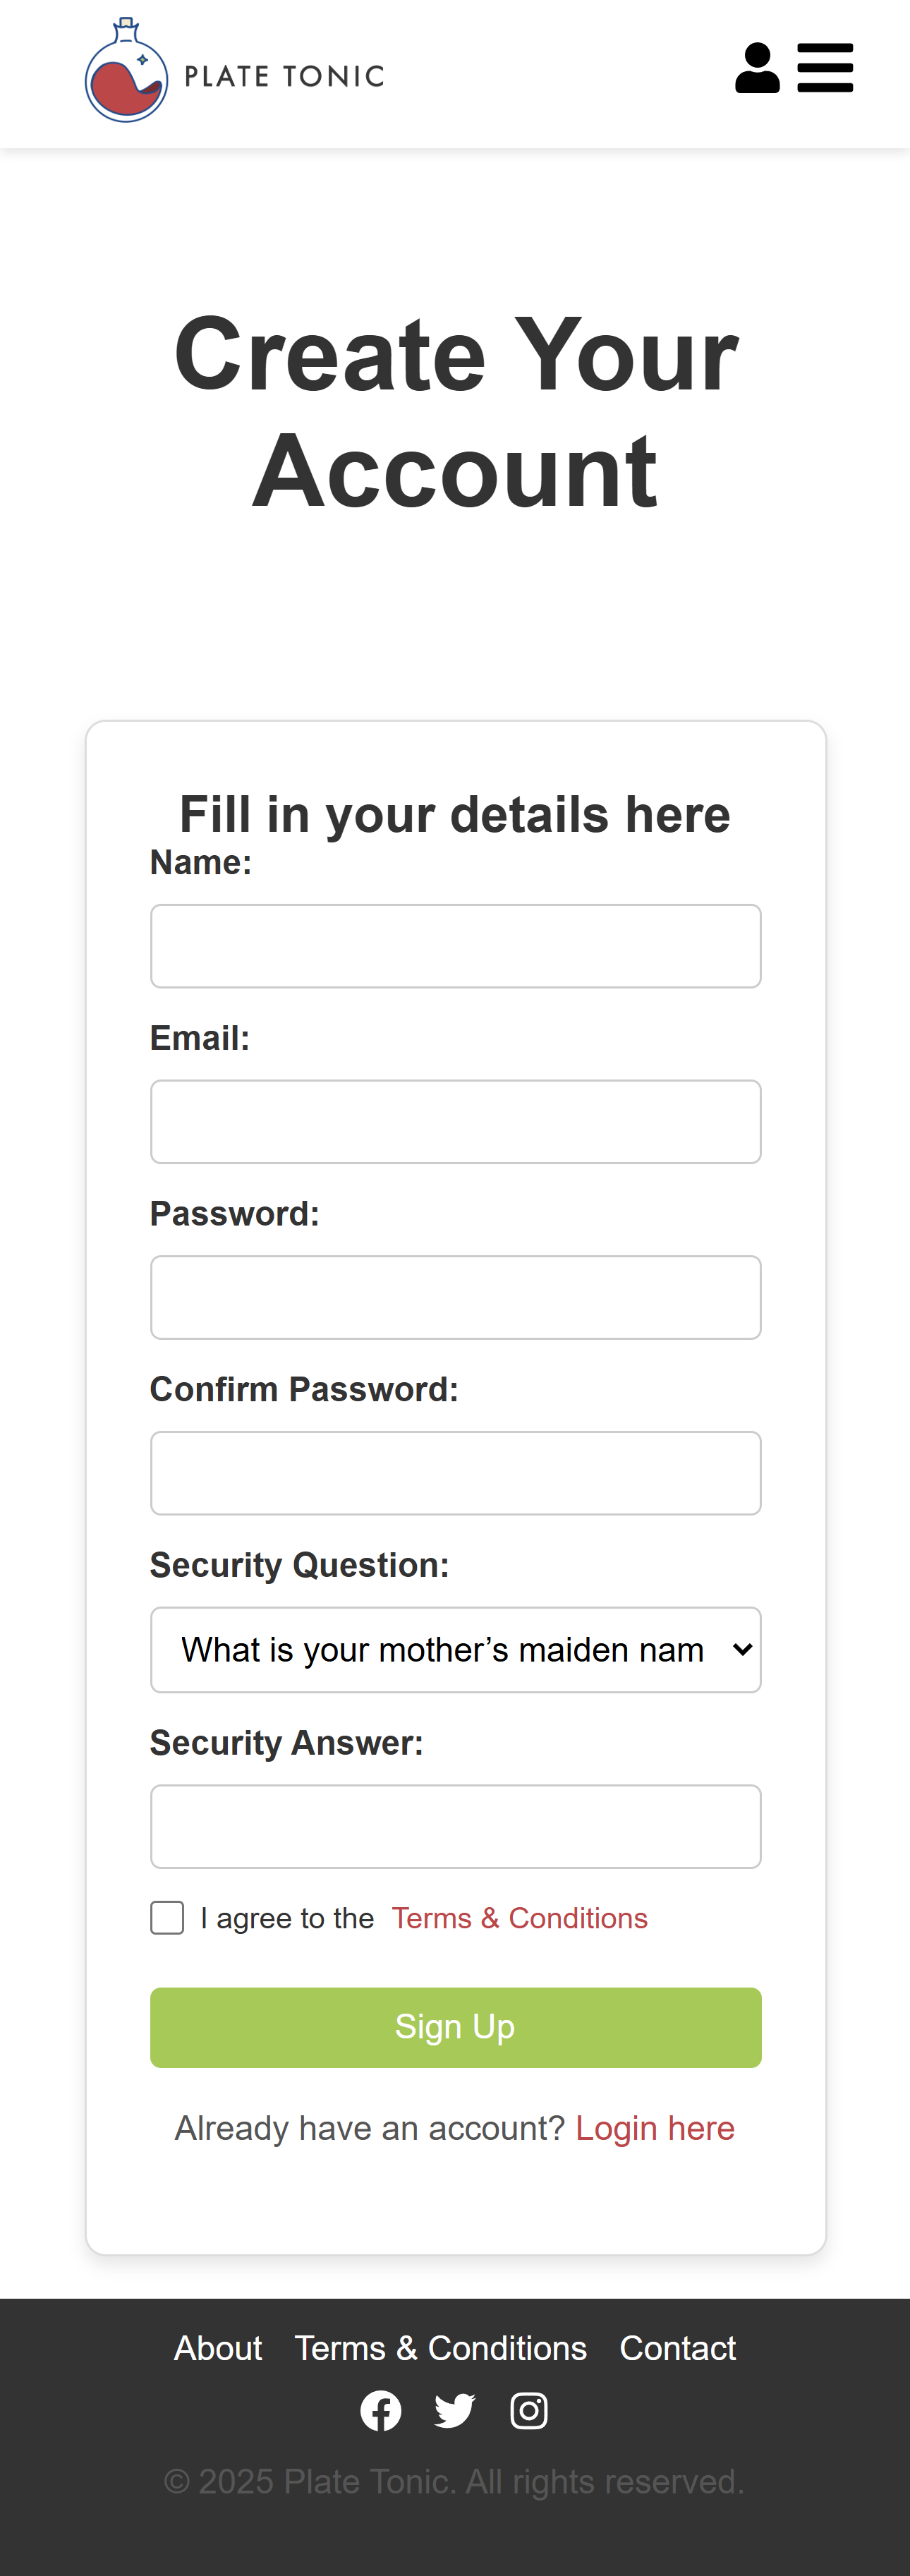 PLATE TONIC
Create Your
Account
Fill in your details here
Name:
Email:
Password:
Confirm Password:
Security Question:
What is your mother’s maiden nam
Security Answer:
I agree to the Terms & Conditions
Sign Up
Already have an account? Login here
About Terms & Conditions Contact
© 2025 Plate Tonic. All rights reserved.